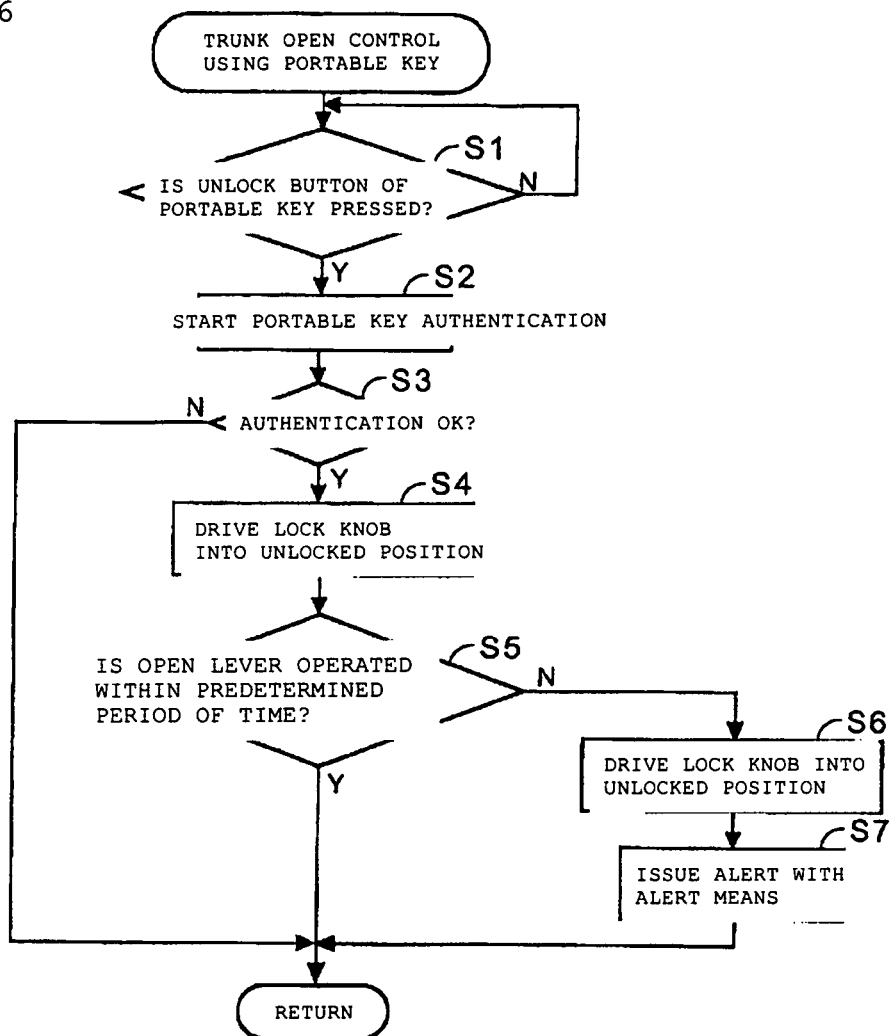 6
TRUNK OPEN CONTROL
USING PORTABLE KEY
S1
IS UNLOCK BUTTON OF
PORTABLE KEY PRESSED?
N
Y
S2
START PORTABLE KEY AUTHENTICATION
S3
N
AUTHENTICATION OK?
Y
S4
DRIVE LOCK KNOB
INTO UNLOCKED POSITION
S5
IS OPEN LEVER OPERATED
WITHIN PREDETERMINED
PERIOD OF TIME?
N
Y
S6
DRIVE LOCK KNOB INTO
UNLOCKED POSITION
S7
ISSUE ALERT WITH
ALERT MEANS
RETURN